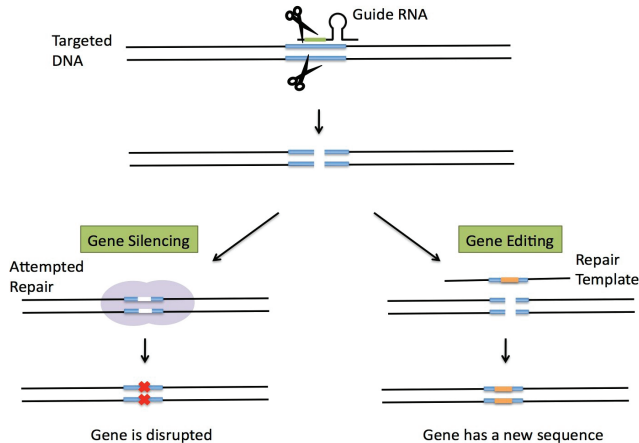 Guide RNA
Targeted
DNA
Gene Silencing
Gene Editing
Attempted
Repair
Repair
Template
Gene is disrupted
Gene has a new sequence